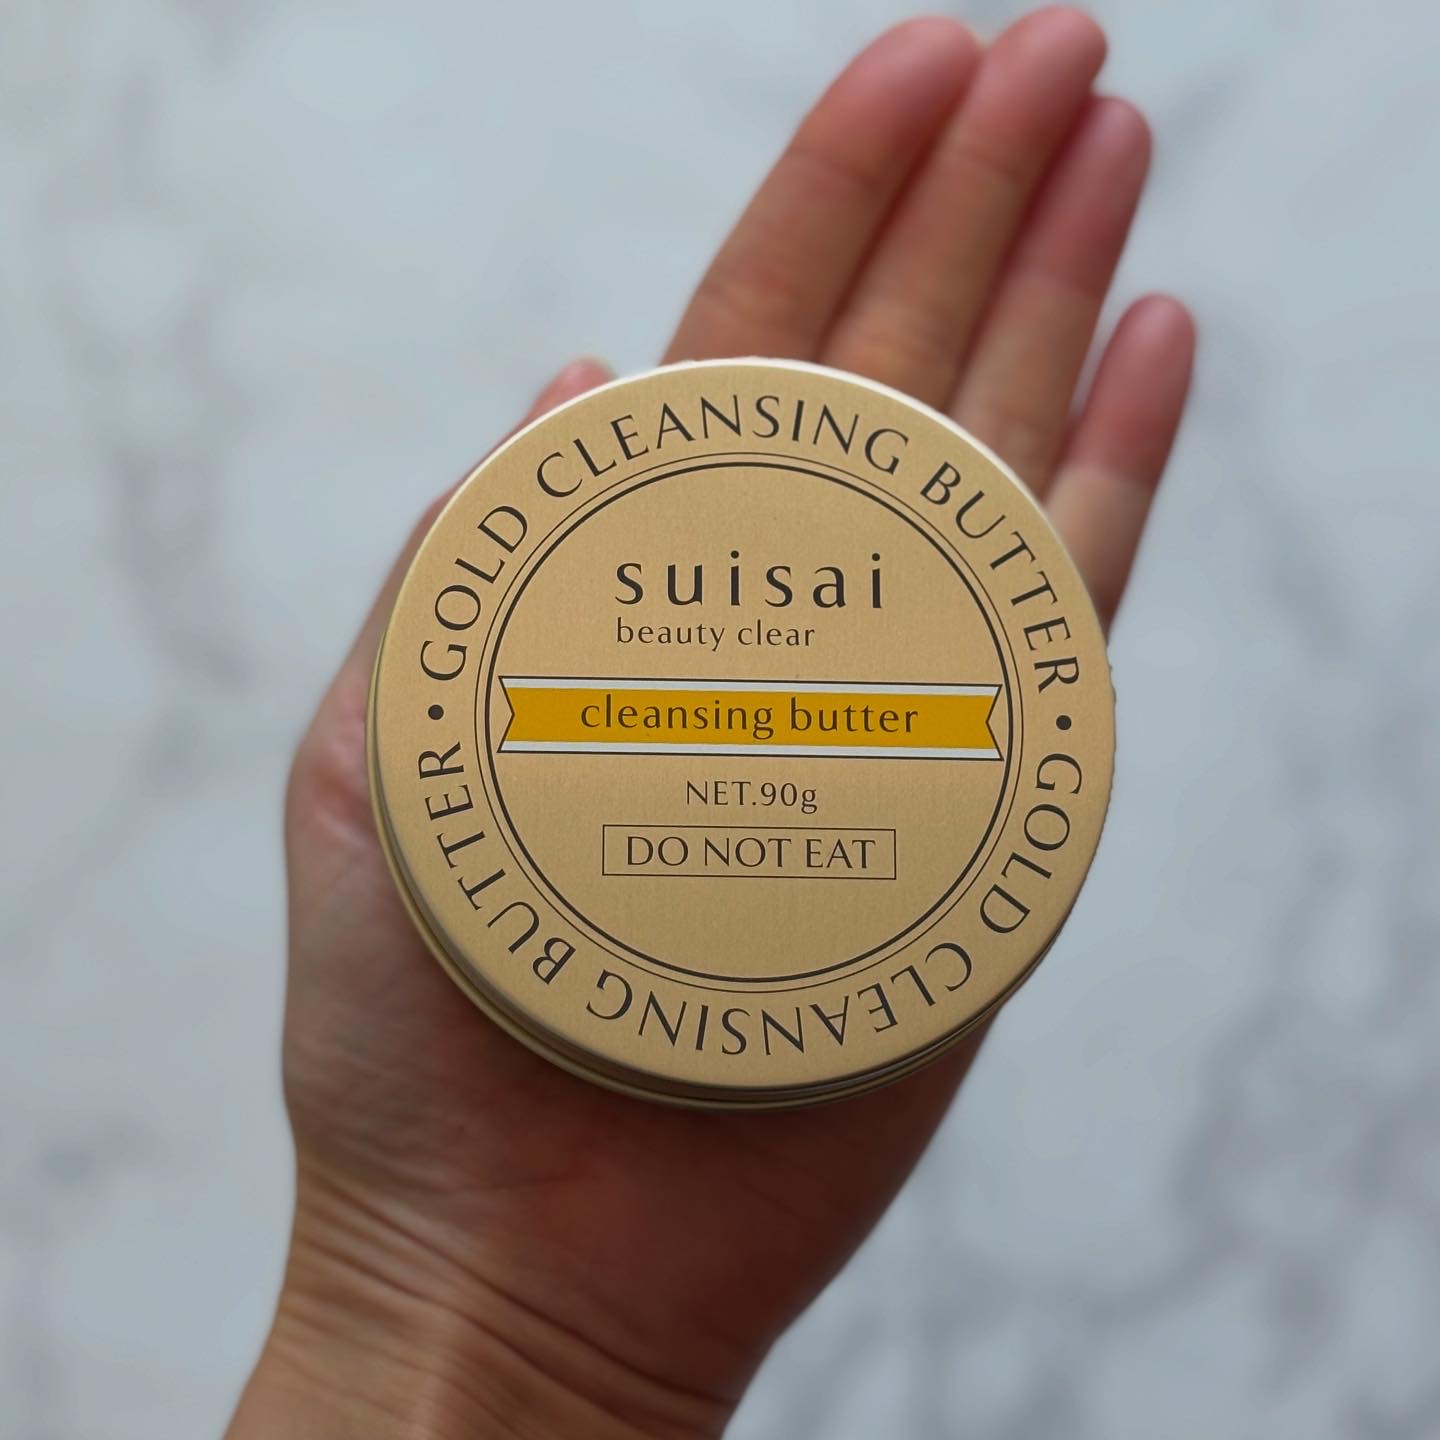 GOLD CLEANSING BUTTER • GOLD CLEANSING BUTTER •
suisai
beauty clear
cleansing butter
NET.90g
DO NOT EAT